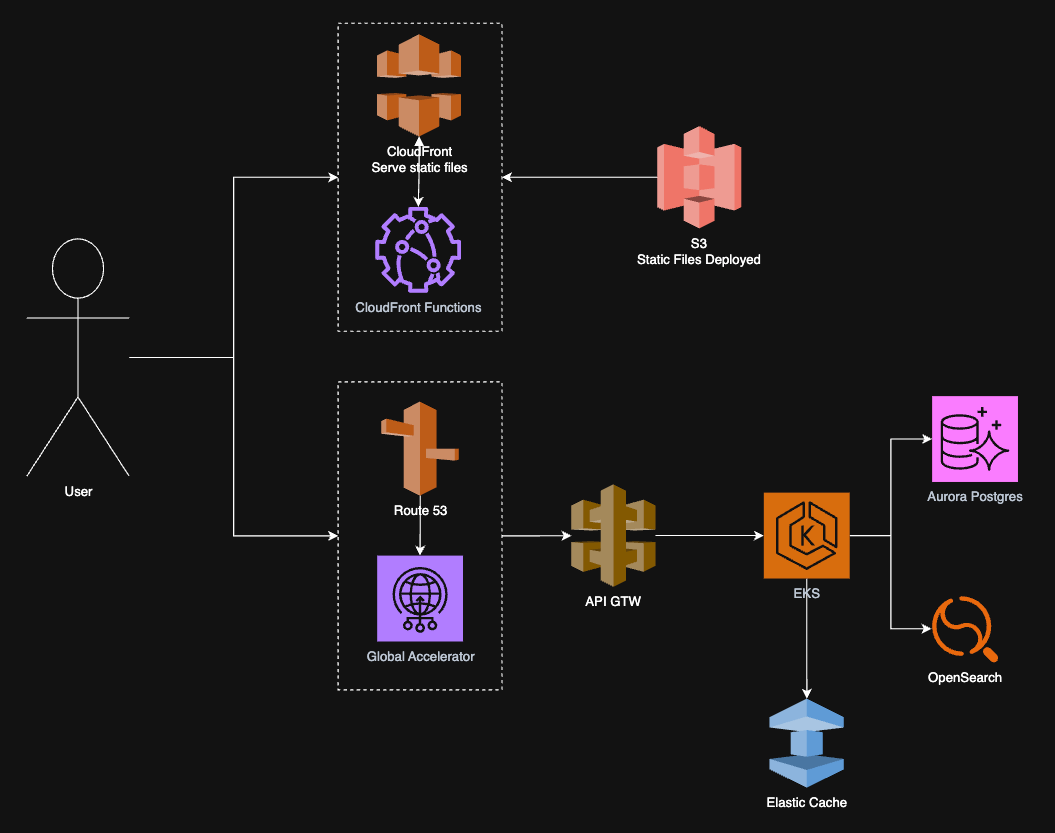 CloudFront
Serve static files
CloudFront Functions
S3
Static Files Deployed
User
Route 53
Global Accelerator
API GTW
K
EKS
Aurora Postgres
OpenSearch
Elastic Cache